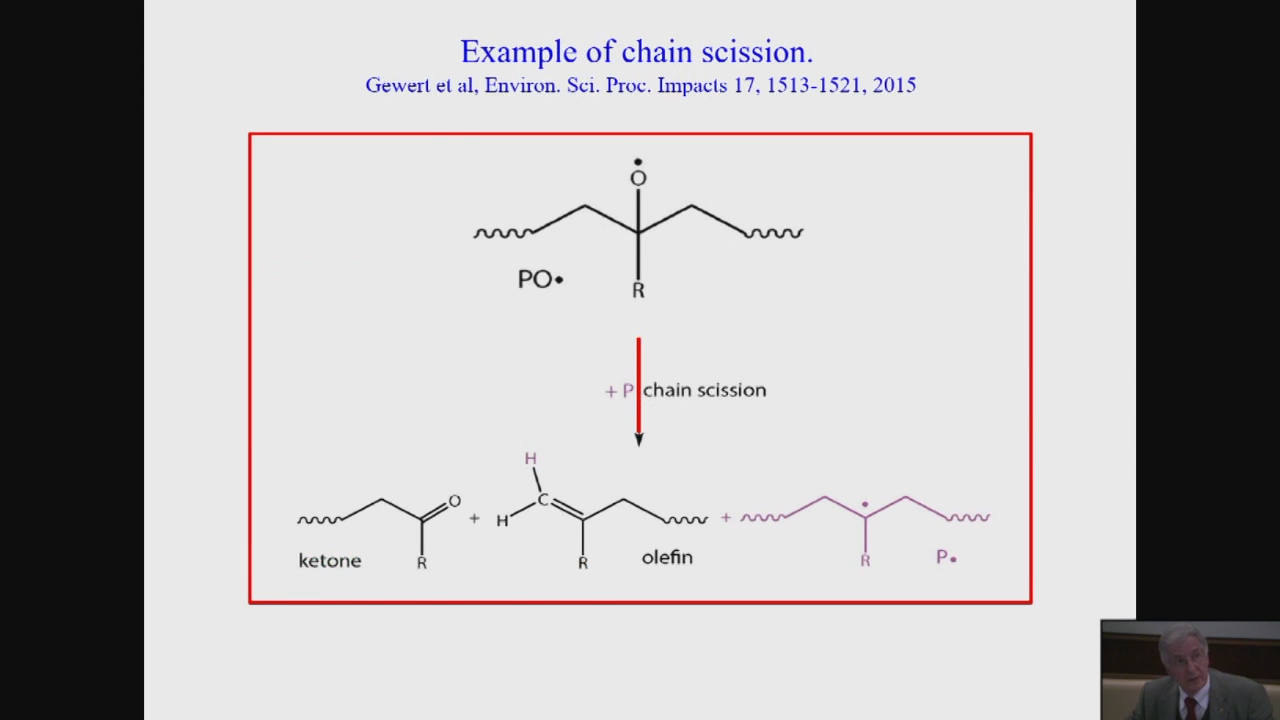 Example of chain scission.
Gewert et al, Environ. Sci. Proc. Impacts 17, 1513-1521, 2015
O
PO•
R
+ P chain scission
H
O
C
+
H
+
ketone
R
R
olefin
R
P•